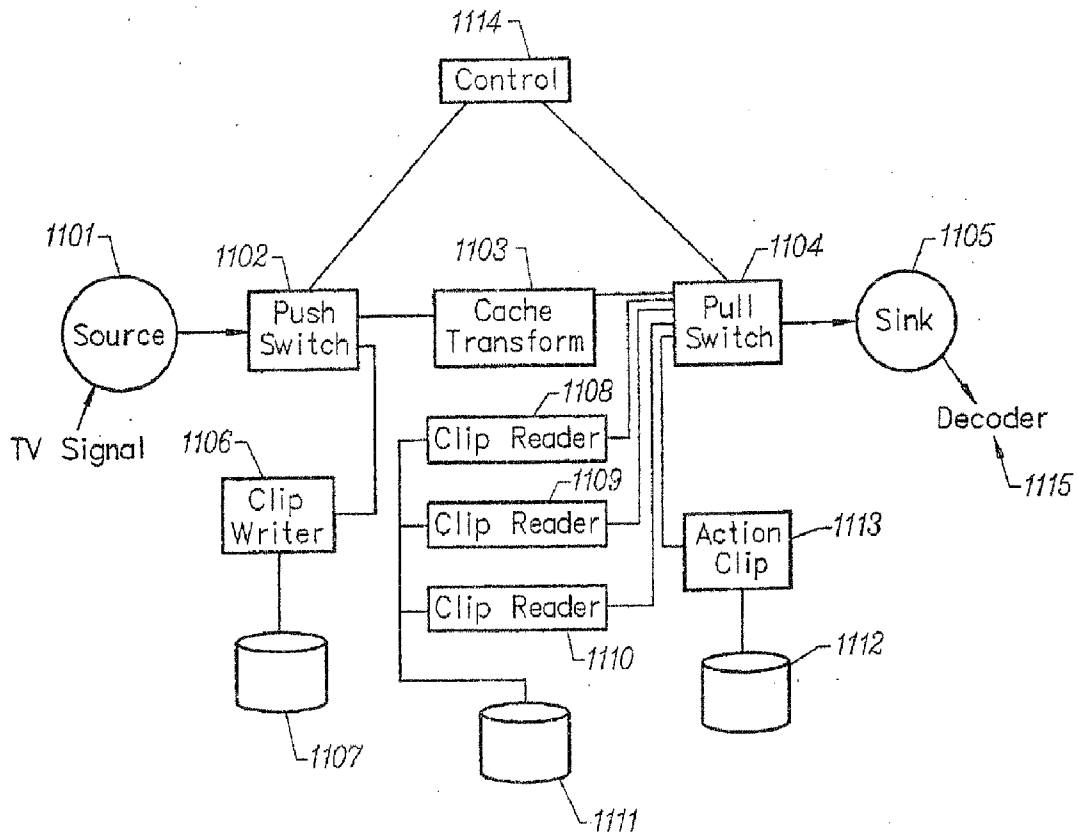 1114
Control
1101
1102
1103
1104
1105
Source
Push
Switch
Cache
Transform
Pull
Switch
Sink
TV Signal
1106
Clip
Writer
1107
1108
Clip Reader
1109
Clip Reader
Clip Reader
1110
1111
Action
Clip
1113
1112
Decoder
1115